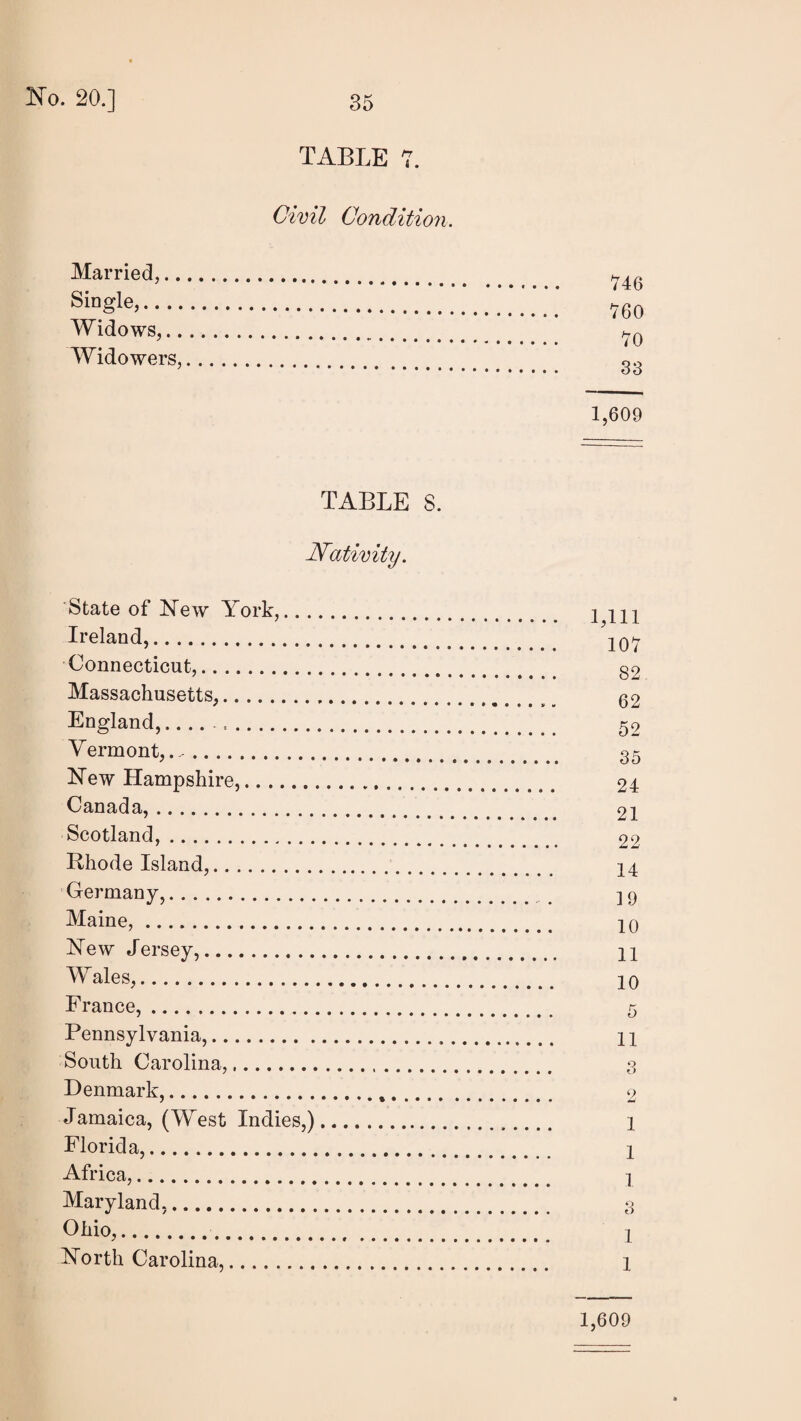 No. 20.] 35
TABLE 7.
Civil Condition.
Married, 746
Single, 760
Widows, 70
Widowers, 33
1,609
TABLE 8.
Nativity.
State of New York, 1,111
Ireland, 107
Connecticut, 82
Massachusetts, 62
England, 52
Vermont, 35
New Hampshire, 24
Canada, 21
Scotland, 22
Rhode Island, 14
Germany, 19
Maine, 10
New Jersey, 11
Wales, 10
France, 5
Pennsylvania, 11
South Carolina, 3
Denmark, 2
Jamaica, (West Indies,) 1
Florida, 1
Africa, 1
Maryland, 3
Ohio, 1
North Carolina, 1
1,609